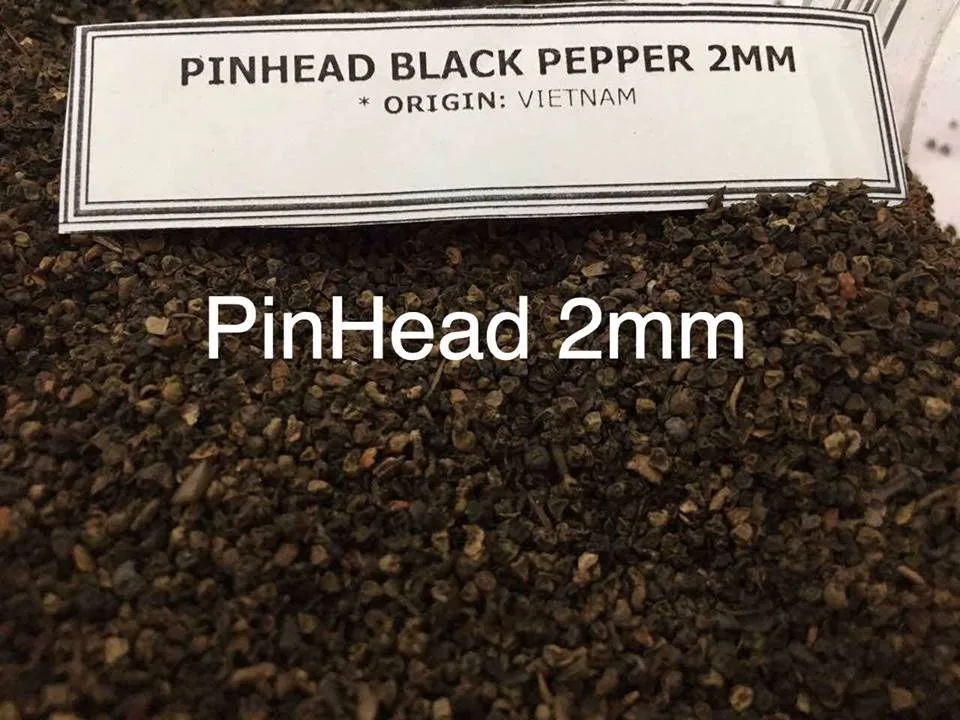 PINHEAD BLACK PEPPER 2MM
* ORIGIN: VIETNAM
PinHead 2mm